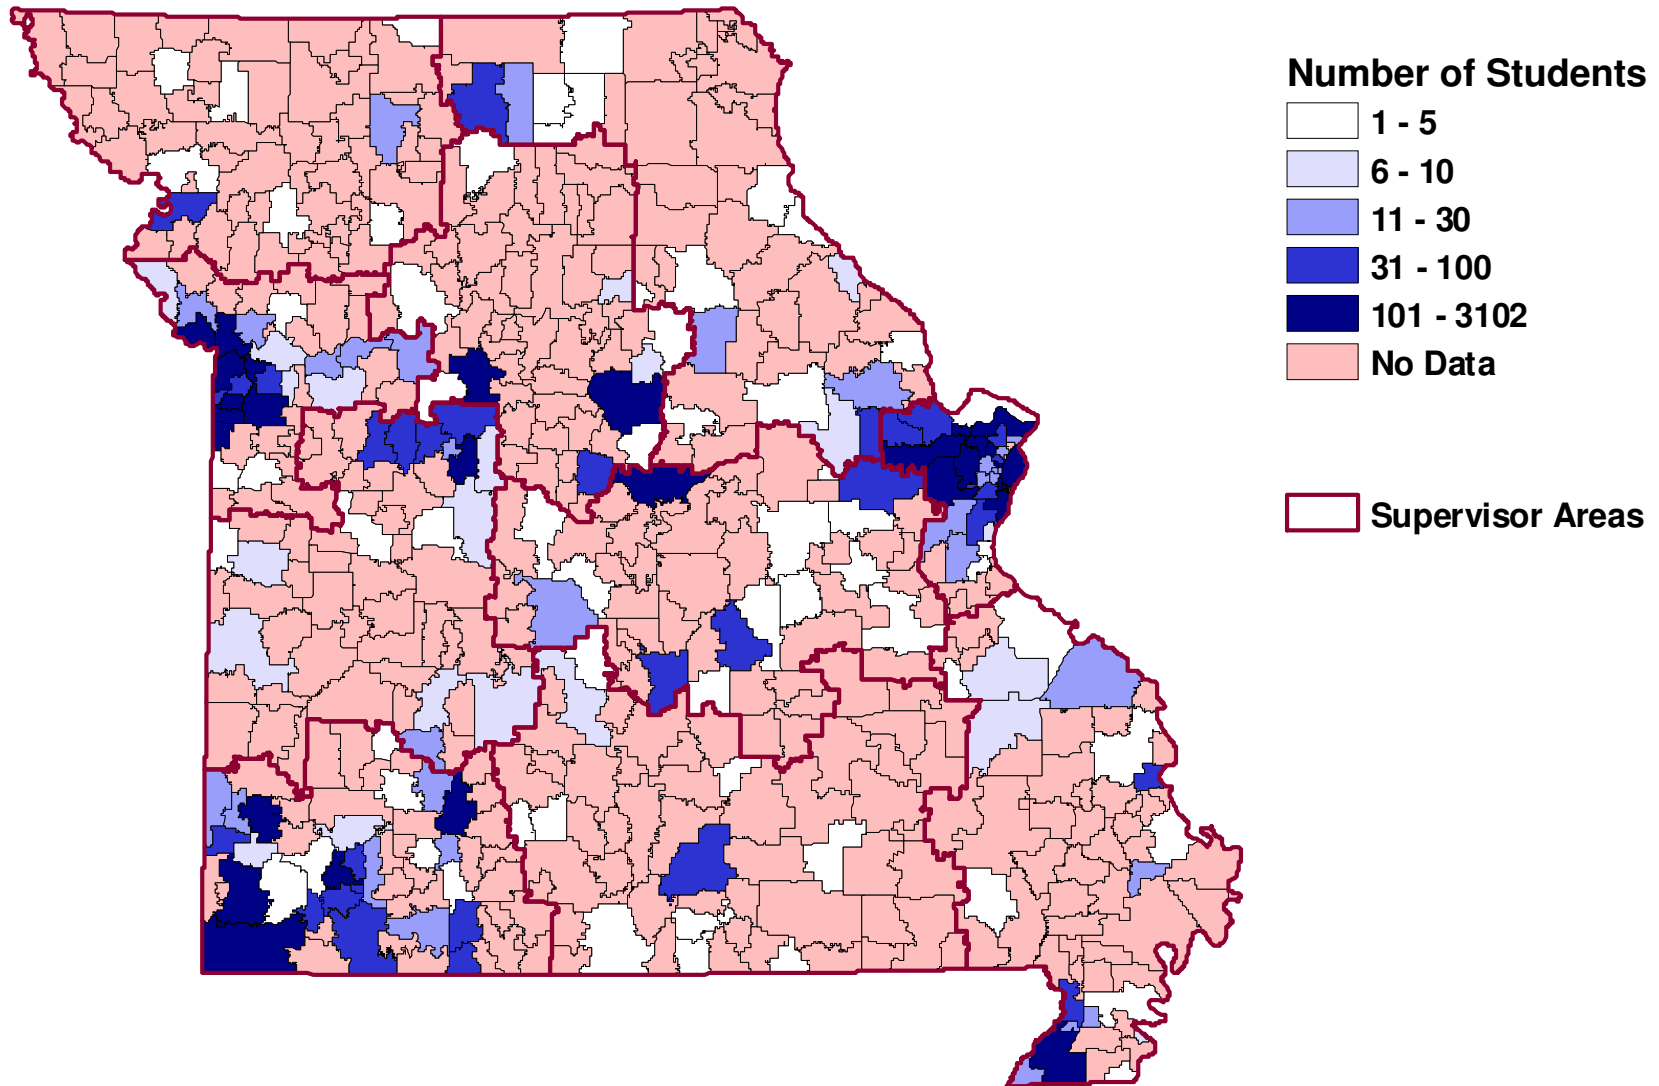 Number of Students
1 - 5
6 - 10
11 - 30
31 - 100
101 - 3102
No Data
Supervisor Areas